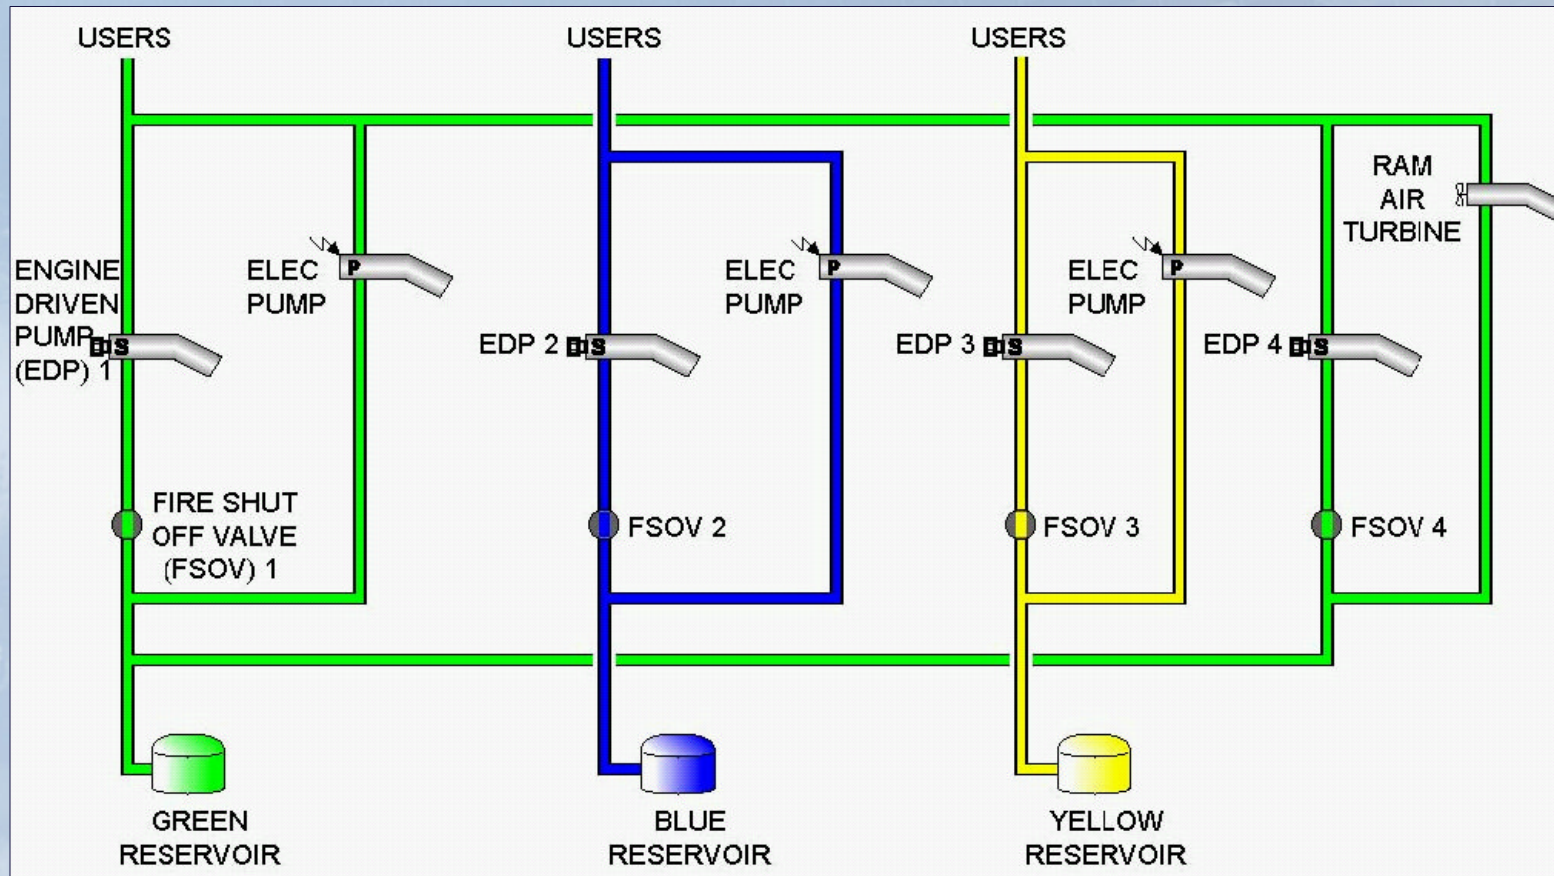 USERS
USERS
USERS
RAM
AIR
TURBINE
ENGINE
DRIVEN
PUMP
(EDP) 1
S
ELEC
PUMP
P
EDP 2
S
ELEC
PUMP
P
EDP 3
S
ELEC
PUMP
P
EDP 4
S
FIRE SHUT
OFF VALVE
(FSOV) 1
FSOV 2
FSOV 3
FSOV 4
GREEN
RESERVOIR
BLUE
RESERVOIR
YELLOW
RESERVOIR